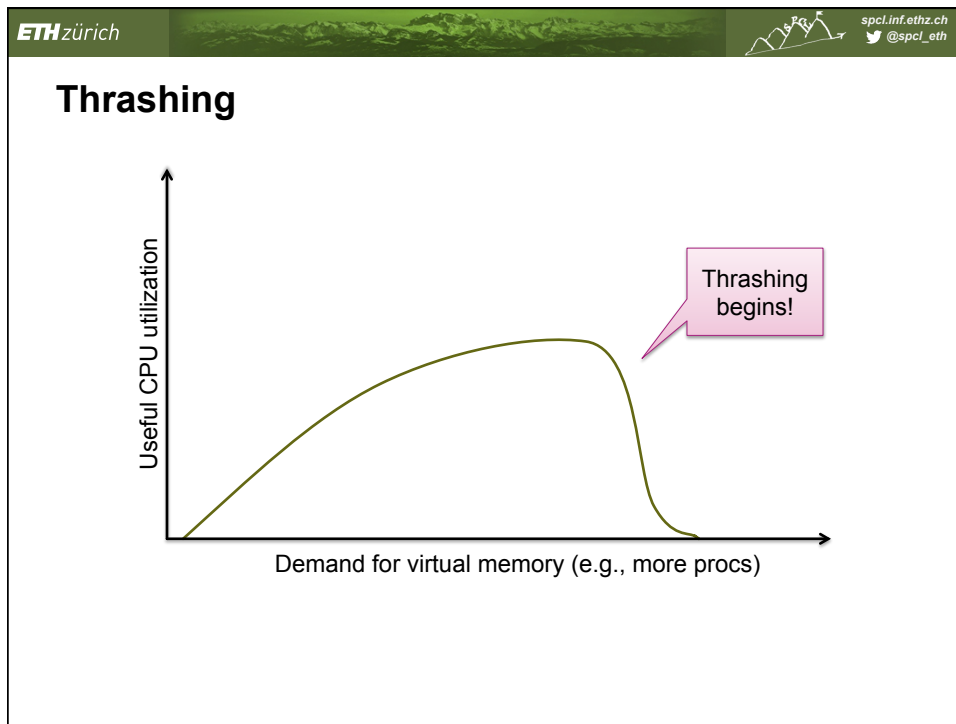 ETH zürich
spcl.inf.ethz.ch
@spcl_eth
Thrashing
Useful CPU utilization
Thrashing
begins!
Demand for virtual memory (e.g., more procs)